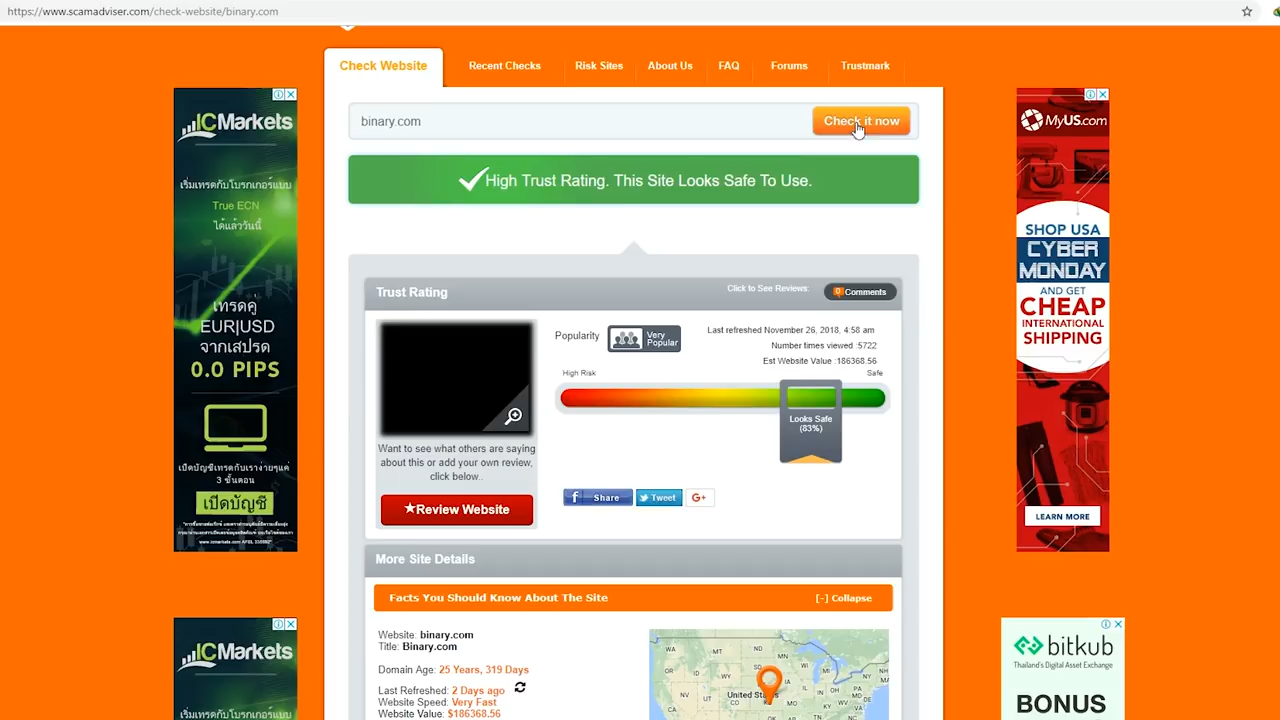 https://www.scamadviser.com/check-website/binary.com
Check Website
Recent Checks
Risk Sites
About Us
FAQ
Forums
Trustmark
binary.com
Check it now
High Trust Rating. This Site Looks Safe To Use.
Trust Rating
Click to See Reviews:
0 Comments
Popularity
Very
Popular
Last refreshed November 26, 2018, 4:58 am
Number times viewed :5722
Est Website Value :186368.56
High Risk
Safe
Looks Safe
(83%)
Want to see what others are saying
about this or add your own review,
click below..
Review Website
f Share
Tweet
G+
More Site Details
Facts You Should Know About The Site
[-] Collapse
Website: binary.com
Title: Binary.com
Domain Age: 25 Years, 319 Days
Last Refreshed: 2 Days ago
Website Speed: Very Fast
Website Value: $186368.56
WA
MT
ND
MN
OR
ID
SD
WI
WY
MI
IA
NE
NV
UT
IL
United States
CA
ICMarkets
เริ่มเทรดกับโบรกเกอร์แบบ
True ECN
ได้แล้ววันนี้
เทรดคู่
EUR|USD
จากเสปรด
0.0 PIPS
เปิดบัญชีเทรดกับเราง่ายๆแค่
3 ขั้นตอน
เปิดบัญชี
ICMarkets
เริ่มเทรดกับโบรกเกอร์แบบ
MyUS.com
SHOP USA
CYBER
MONDAY
AND GET
CHEAP
INTERNATIONAL
SHIPPING
LEARN MORE
bitkub
Thailand's Digital Asset Exchange
BONUS